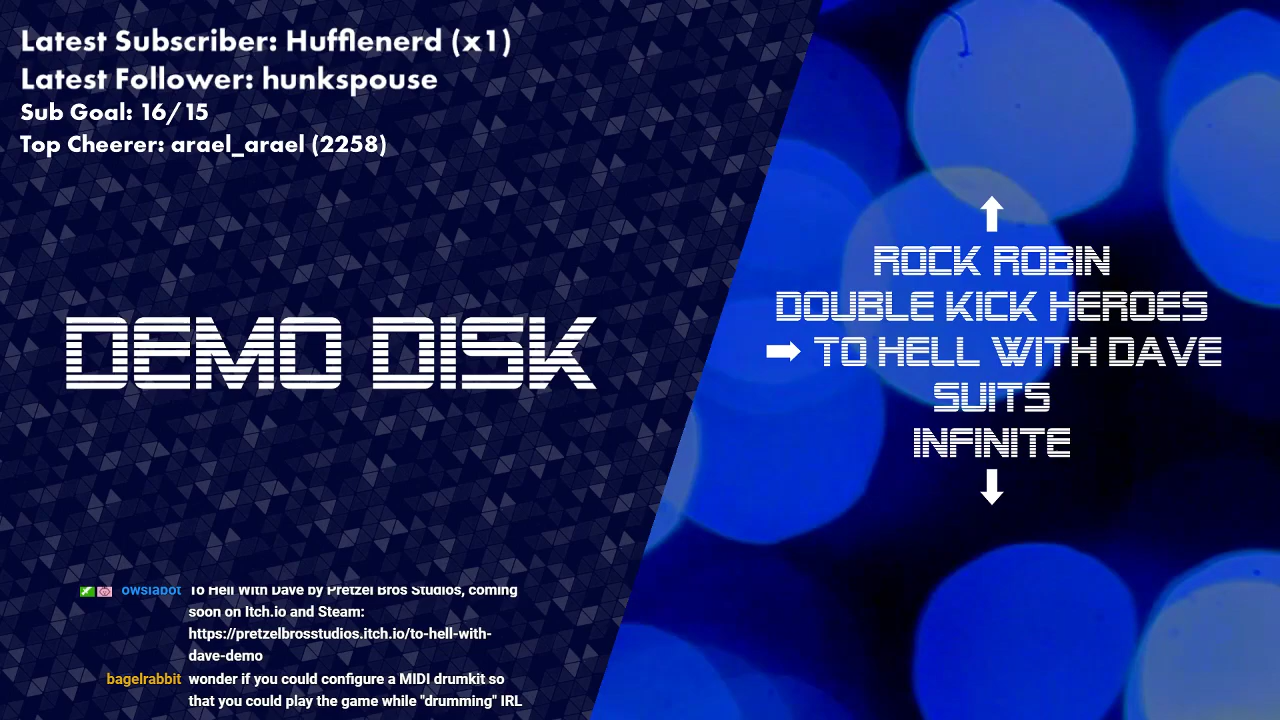 Latest Subscriber: Hufflenerd (x1)
Latest Follower: hunkspouse
Sub Goal: 16/15
Top Cheerer: arael_arael (2258)
DEMO DISK
ROCK ROBIN
DOUBLE KICK HEROES
TO HELL WITH DAVE
SUITS
INFINITE
owslabot To Hell With Dave by Pretzel Bros Studios, coming
soon on Itch.io and Steam:
https://pretzelbrosstudios.itch.io/to-hell-with-
dave-demo
bagelrabbit wonder if you could configure a MIDI drumkit so
that you could play the game while "drumming" IRL